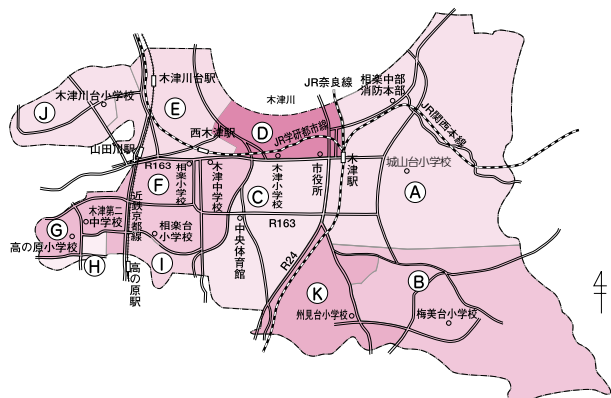 JR奈良線
相楽中部
消防本部
木津川台駅
木津川
木津川台小学校
J
E
西木津駅
D
JR学研都市線
JR関西本線
山田川駅
R163
相楽小学校
木津中学校
木津小学校
市役所
木津駅
城山台小学校
F
C
A
木津第二
中学校
近鉄京都線
相楽台
小学校
R163
G
高の原小学校
H
高の原駅
I
中央体育館
R24
K
B
州見台小学校
梅美台小学校